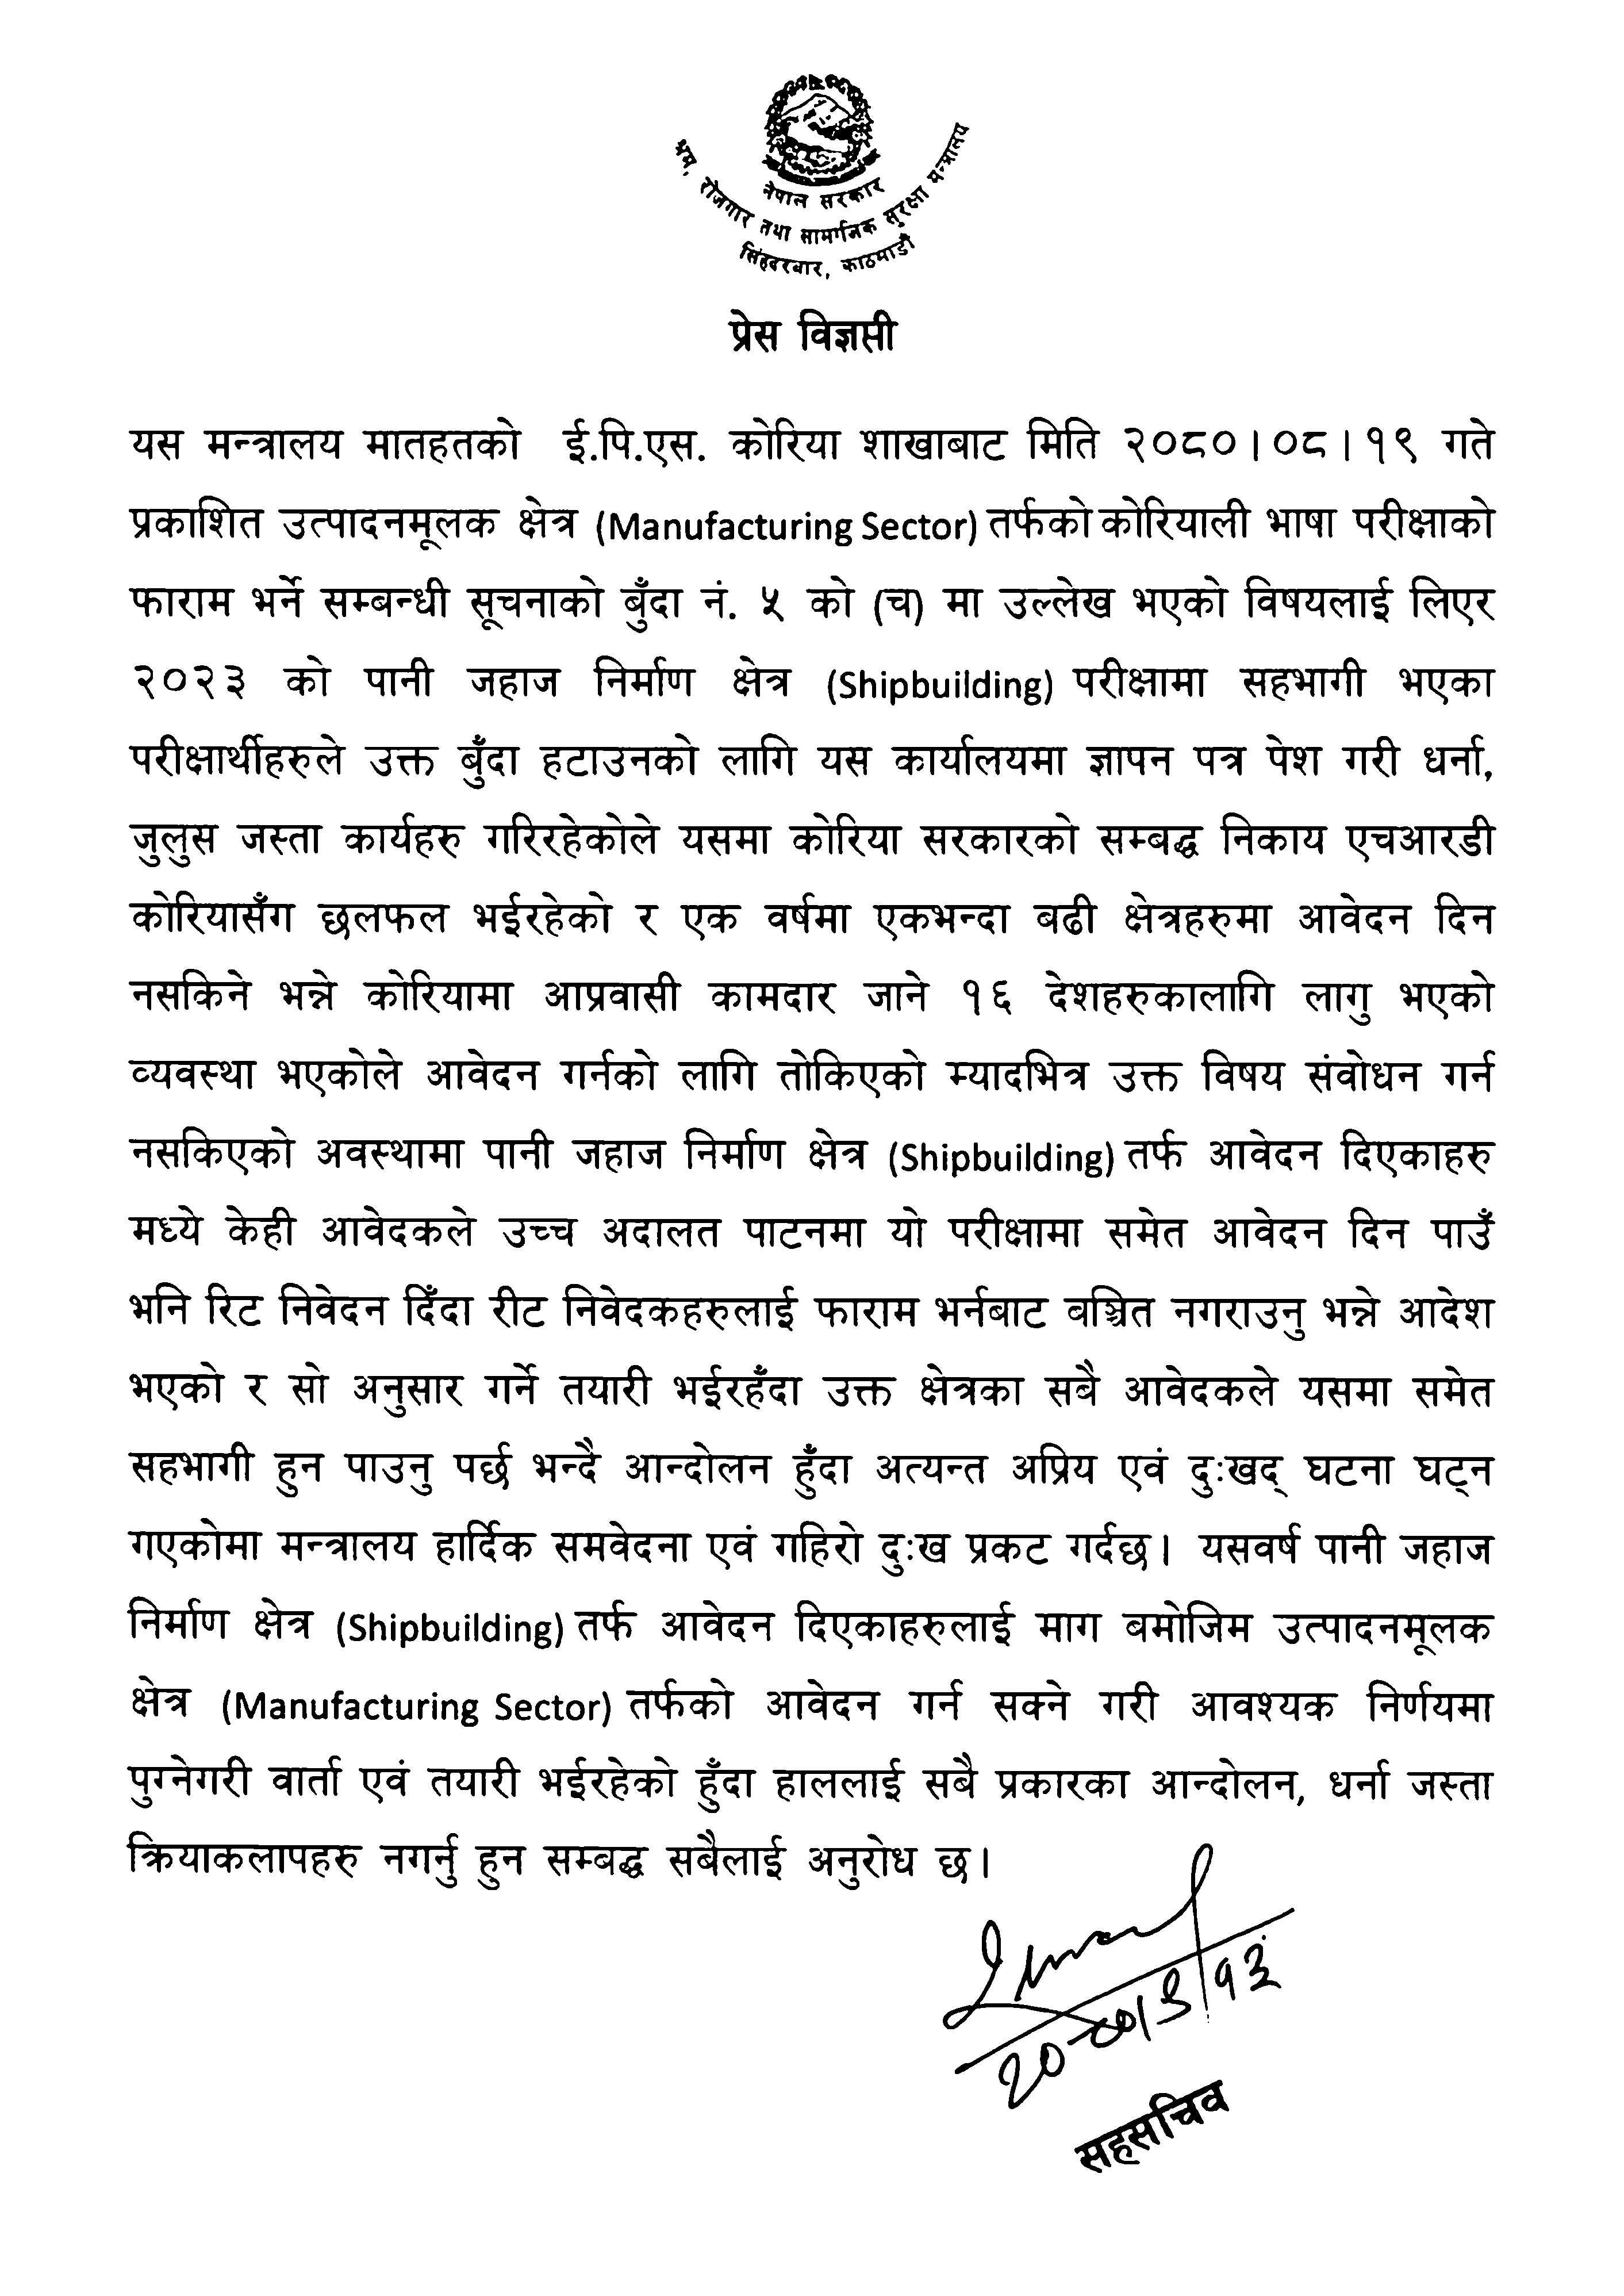 नेपाल सरकार
श्रम, रोजगार तथा सामाजिक सुरक्षा मन्त्रालय
सिंहदरबार, काठमाडौं
प्रेस विज्ञप्ती
यस मन्त्रालय मातहतको ई.पि.एस. कोरिया शाखाबाट मिति २०८०।०८।१९ गते
प्रकाशित उत्पादनमूलक क्षेत्र (Manufacturing Sector) तर्फको कोरियाली भाषा परीक्षाको
फाराम भर्ने सम्बन्धी सूचनाको बुँदा नं. ५ को (च) मा उल्लेख भएको विषयलाई लिएर
२०२३ को पानी जहाज निर्माण क्षेत्र (Shipbuilding) परीक्षामा सहभागी भएका
परीक्षार्थीहरुले उक्त बुँदा हटाउनको लागि यस कार्यालयमा ज्ञापन पत्र पेश गरी धर्ना,
जुलुस जस्ता कार्यहरु गरिरहेकोले यसमा कोरिया सरकारको सम्बद्ध निकाय एचआरडी
कोरियासँग छलफल भईरहेको र एक वर्षमा एकभन्दा बढी क्षेत्रहरुमा आवेदन दिन
नसकिने भन्ने कोरियामा आप्रवासी कामदार जाने १६ देशहरुकालागि लागु भएको
व्यवस्था भएकोले आवेदन गर्नको लागि तोकिएको म्यादभित्र उक्त विषय संवोधन गर्न
नसकिएको अवस्थामा पानी जहाज निर्माण क्षेत्र (Shipbuilding) तर्फ आवेदन दिएकाहरु
मध्ये केही आवेदकले उच्च अदालत पाटनमा यो परीक्षामा समेत आवेदन दिन पाउँ
भनि रिट निवेदन दिँदा रीट निवेदकहरुलाई फाराम भर्नबाट बञ्चित नगराउनु भन्ने आदेश
भएको र सो अनुसार गर्ने तयारी भईरहँदा उक्त क्षेत्रका सबै आवेदकले यसमा समेत
सहभागी हुन पाउनु पर्छ भन्दै आन्दोलन हुँदा अत्यन्त अप्रिय एवं दुःखद् घटना घट्न
गएकोमा मन्त्रालय हार्दिक समवेदना एवं गहिरो दुःख प्रकट गर्दछ। यसवर्ष पानी जहाज
निर्माण क्षेत्र (Shipbuilding) तर्फ आवेदन दिएकाहरुलाई माग बमोजिम उत्पादनमूलक
क्षेत्र (Manufacturing Sector) तर्फको आवेदन गर्न सक्ने गरी आवश्यक निर्णयमा
पुग्नेगरी वार्ता एवं तयारी भईरहेको हुँदा हाललाई सबै प्रकारका आन्दोलन, धर्ना जस्ता
क्रियाकलापहरु नगर्नु हुन सम्बद्ध सबैलाई अनुरोध छ।
२०८०/९/१३
सहसचिव